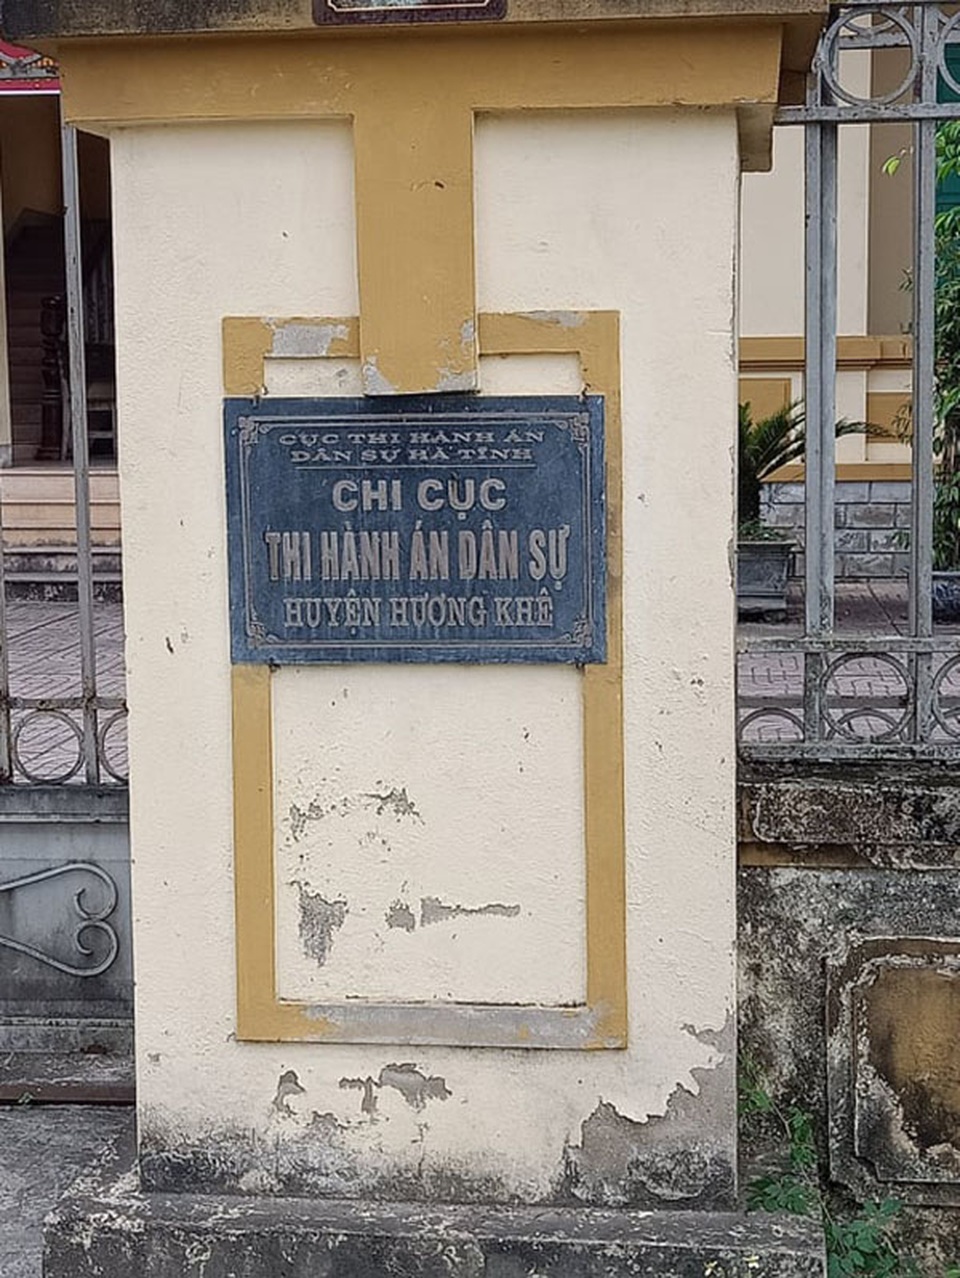 CỤC THI HÀNH ÁN
DÂN SỰ HÀ TĨNH
CHI CỤC
THI HÀNH ÁN DÂN SỰ
HUYỆN HƯƠNG KHÊ